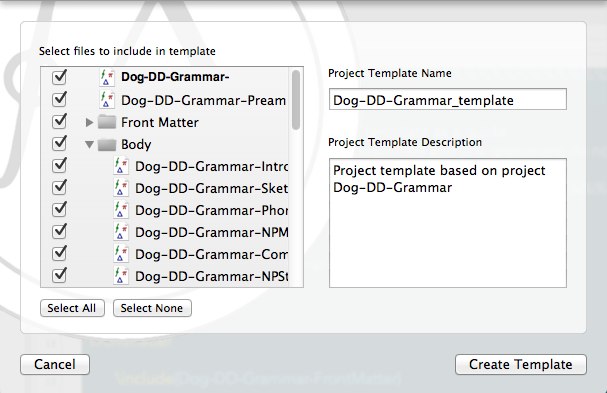 Select files to include in template
Dog-DD-Grammar-
Dog-DD-Grammar-Pream
Front Matter
Body
Dog-DD-Grammar-Intro
Dog-DD-Grammar-Sket
Dog-DD-Grammar-Phor
Dog-DD-Grammar-NPM
Dog-DD-Grammar-Com
Dog-DD-Grammar-NPSt
Select All
Select None
Project Template Name
Dog-DD-Grammar_template
Project Template Description
Project template based on project
Dog-DD-Grammar
Cancel
Create Template
\include{Dog-DD-Grammar-FrontMatter}